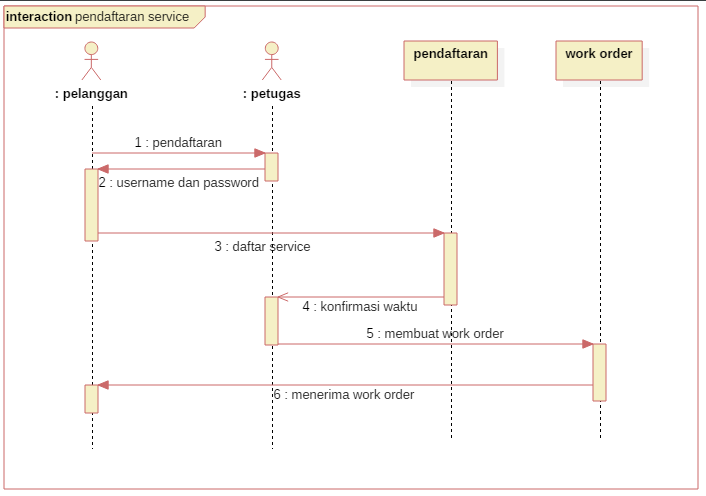 interaction pendaftaran service
: pelanggan
: petugas
pendaftaran
work order
1 : pendaftaran
2 : username dan password
3 : daftar service
4 : konfirmasi waktu
5 : membuat work order
6 : menerima work order